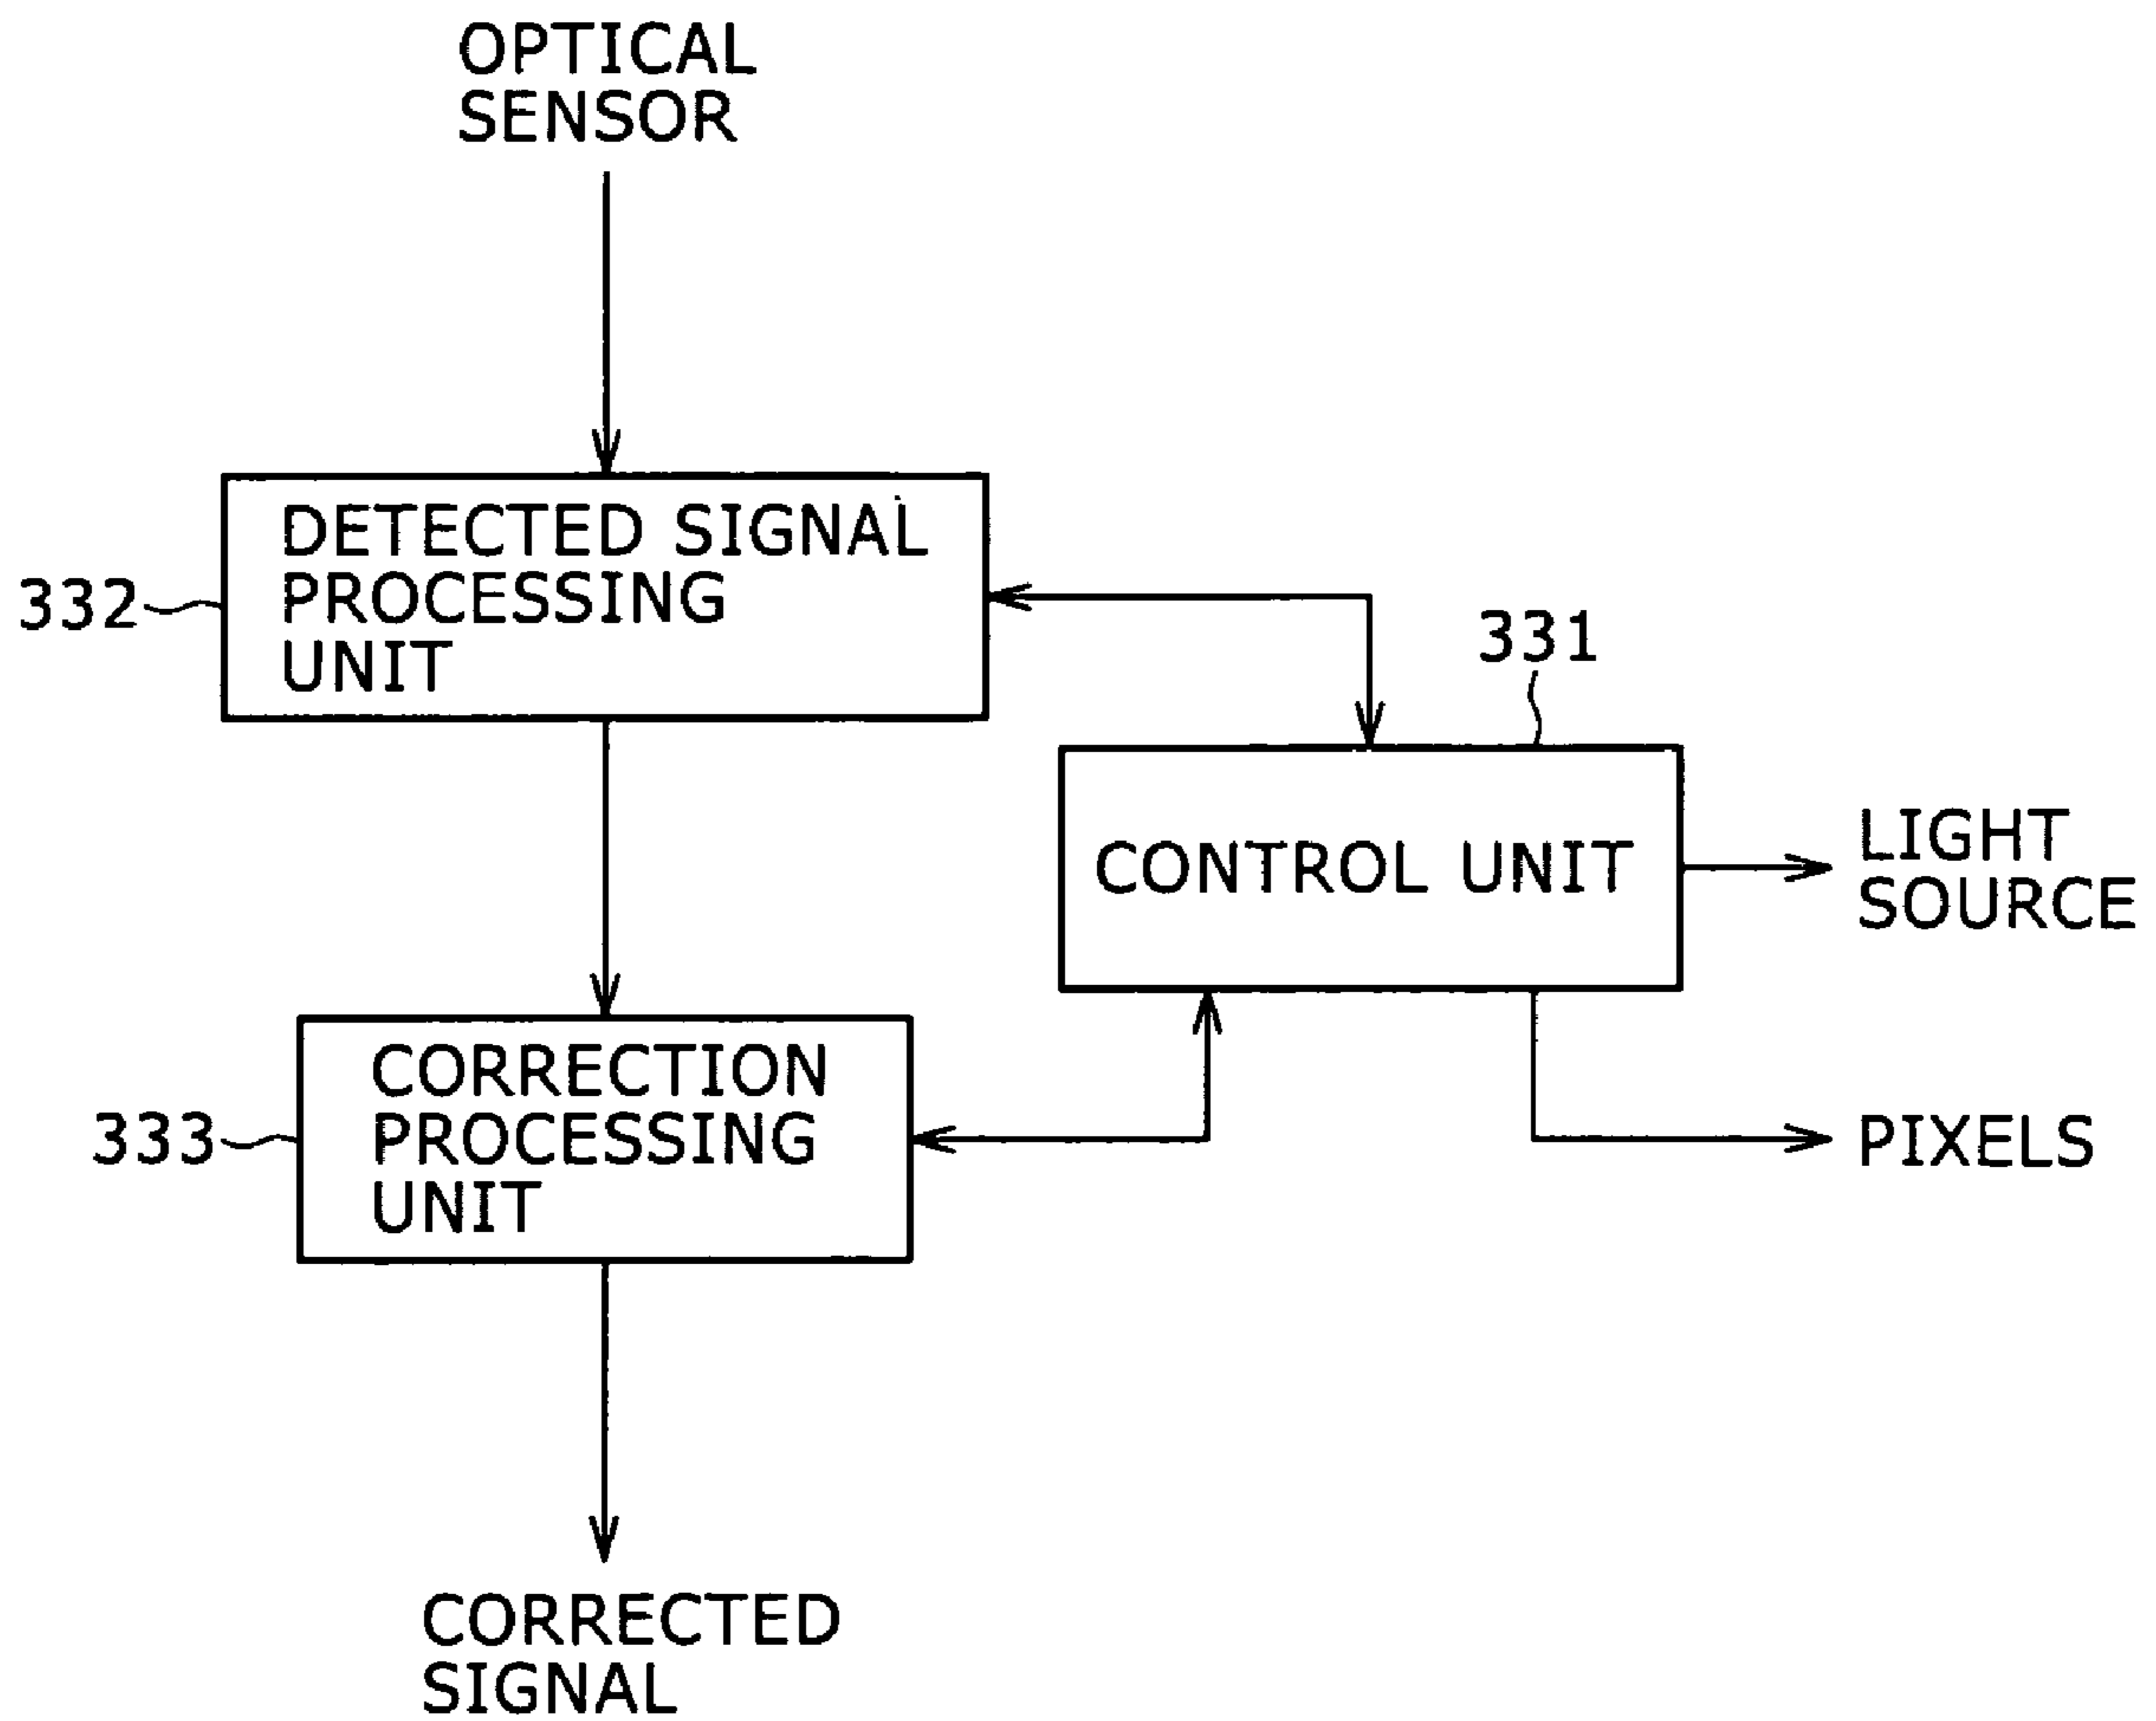 OPTICAL
SENSOR
DETECTED SIGNAL
PROCESSING
UNIT
332
331
CONTROL UNIT
LIGHT
SOURCE
CORRECTION
PROCESSING
UNIT
333
PIXELS
CORRECTED
SIGNAL